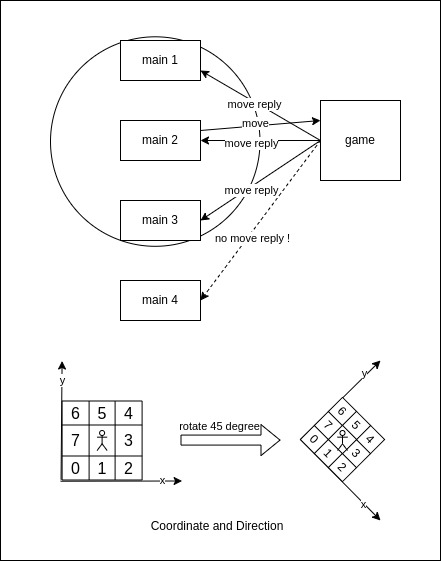 main 1
move reply
move
main 2
move reply
game
main 3
move reply
no move reply !
main 4
y
6 5 4
7 3
0 1 2
x
rotate 45 degree
y
6 5 4
7 3
0 1 2
x
Coordinate and Direction